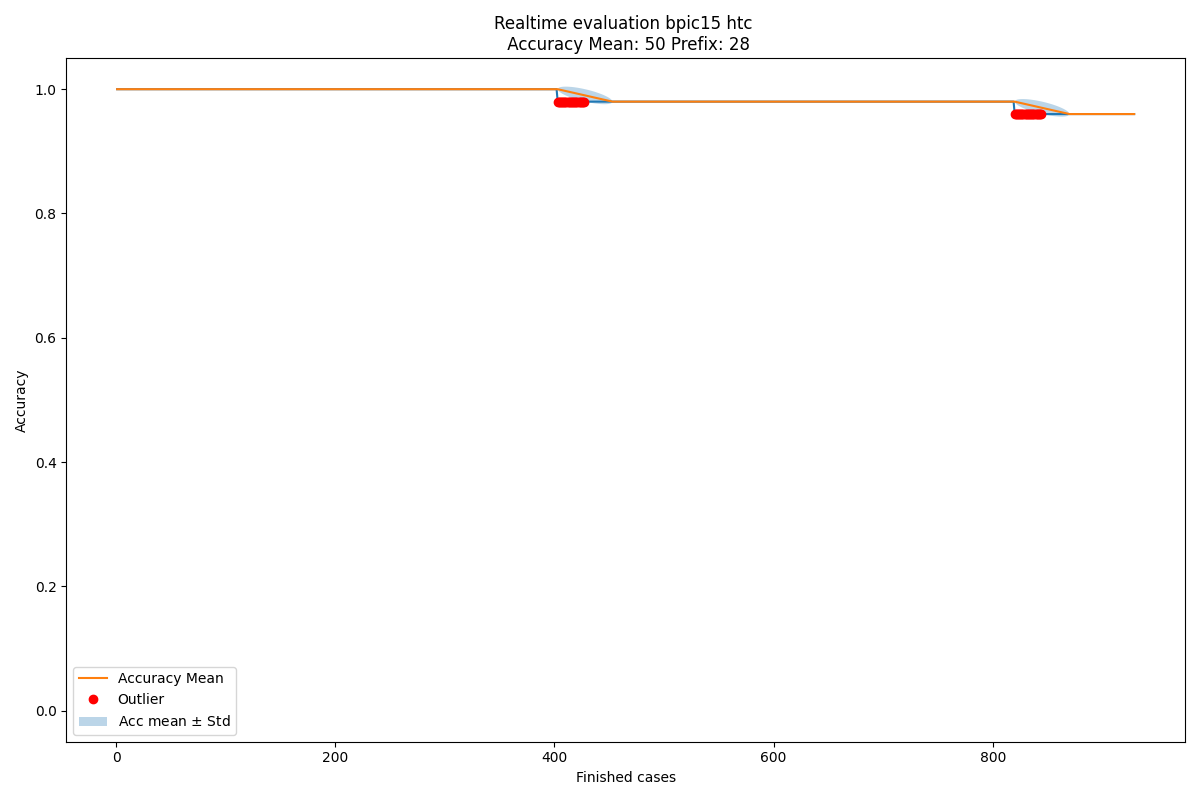 Realtime evaluation bpic15 htc
Accuracy Mean: 50 Prefix: 28
1.0
0.8
0.6
0.4
0.2
0.0
Accuracy
Accuracy Mean
Outlier
Acc mean ± Std
0 200 400 600 800
Finished cases